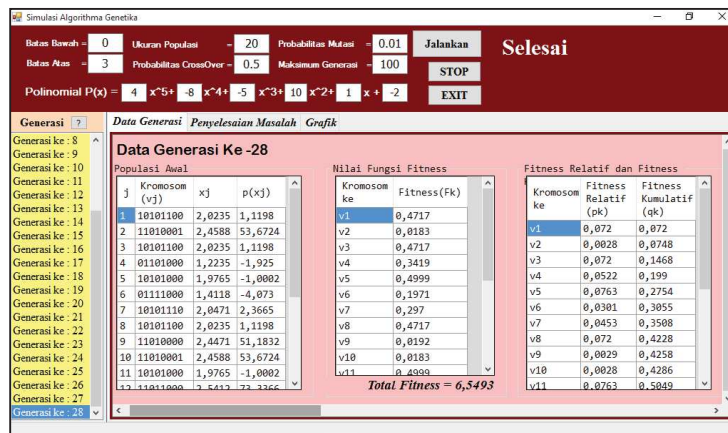 Simulasi Algorithma Genetika
Batas Bawah = 0 Ukuran Populasi = 20 Probabilitas Mutasi = 0.01 Jalankan Selesai
Batas Atas = 3 Probabilitas CrossOver = 0.5 Maksimum Generasi = 100 STOP
Polinomial P(x) = 4 x^5+ -8 x^4+ -5 x^3+ 10 x^2+ 1 x + -2 EXIT
Generasi ? Data Generasi Penyelesaian Masalah Grafik
Generasi ke : 8
Generasi ke : 9
Generasi ke : 10
Generasi ke : 11
Generasi ke : 12
Generasi ke : 13
Generasi ke : 14
Generasi ke : 15
Generasi ke : 16
Generasi ke : 17
Generasi ke : 18
Generasi ke : 19
Generasi ke : 20
Generasi ke : 21
Generasi ke : 22
Generasi ke : 23
Generasi ke : 24
Generasi ke : 25
Generasi ke : 26
Generasi ke : 27
Generasi ke : 28
Data Generasi Ke -28
Populasi Awal
j Kromosom (vj) xj p(xj)
1 10101100 2,0235 1,1198
2 11010001 2,4588 53,6724
3 10101100 2,0235 1,1198
4 01101000 1,2235 -1,925
5 10101000 1,9765 -1,0002
6 01111000 1,4118 -4,073
7 10101110 2,0471 2,3665
8 10101100 2,0235 1,1198
9 11010000 2,4471 51,1832
10 11010001 2,4588 53,6724
11 10101000 1,9765 -1,0002
12 11011000 2,5412 73,3366
Nilai Fungsi Fitness
Kromosom ke Fitness(Fk)
v1 0,4717
v2 0,0183
v3 0,4717
v4 0,3419
v5 0,4999
v6 0,1971
v7 0,297
v8 0,4717
v9 0,0192
v10 0,0183
v11 0,4999
Total Fitness = 6,5493
Fitness Relatif dan Fitness
Kromosom ke Fitness Relatif (pk) Fitness Kumulatif (qk)
v1 0,072 0,072
v2 0,0028 0,0748
v3 0,072 0,1468
v4 0,0522 0,199
v5 0,0763 0,2754
v6 0,0301 0,3055
v7 0,0453 0,3508
v8 0,072 0,4228
v9 0,0029 0,4258
v10 0,0028 0,4286
v11 0,0763 0,5049